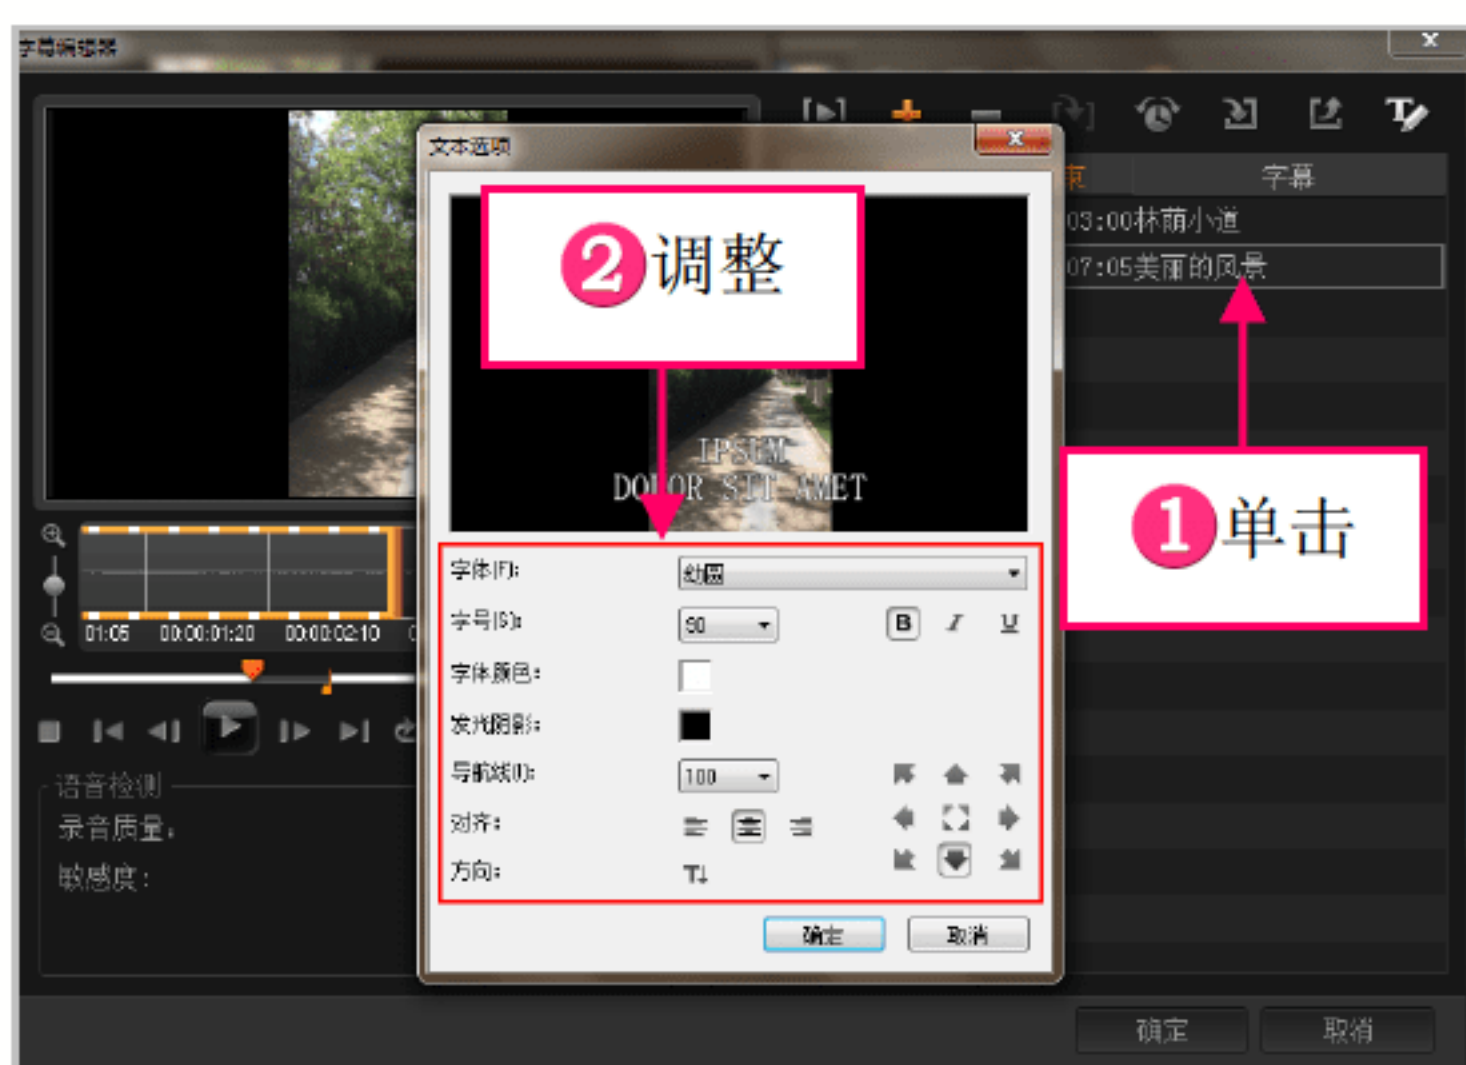 字幕编辑器
文本选项
束
字幕
03:00林荫小道
07:05美丽的风景
❷调整
❶单击
IPSUM
DOLOR SIT AMET
字体(F):
幼圆
字号(S):
90
B I U
字体颜色:
发光阴影:
导航线(I):
100
对齐:
方向:
T↓
确定
取消
01:05
00:00:01:20
00:00:02:10
语音检测
录音质量:
敏感度:
确定
取消